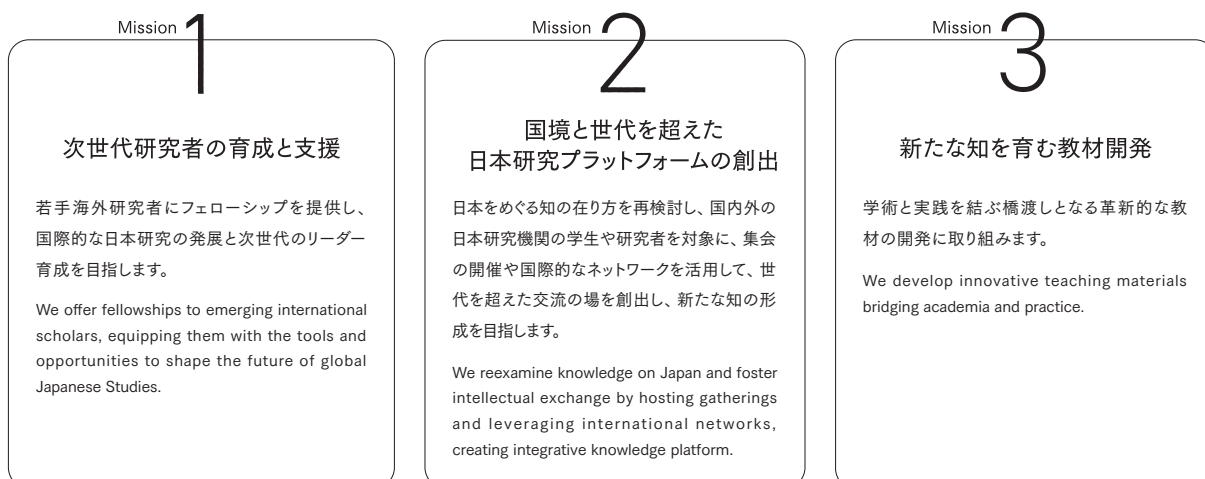 Mission 1
次世代研究者の育成と支援
若手海外研究者にフェローシップを提供し、
国際的な日本研究の発展と次世代のリーダー
育成を目指します。
We offer fellowships to emerging international
scholars, equipping them with the tools and
opportunities to shape the future of global
Japanese Studies.
Mission 2
国境と世代を超えた
日本研究プラットフォームの創出
日本をめぐる知の在り方を再検討し、国内外の
日本研究機関の学生や研究者を対象に、集会
の開催や国際的なネットワークを活用して、世
代を超えた交流の場を創出し、新たな知の形
成を目指します。
We reexamine knowledge on Japan and foster
intellectual exchange by hosting gatherings
and leveraging international networks,
creating integrative knowledge platform.
Mission 3
新たな知を育む教材開発
学術と実践を結ぶ橋渡しとなる革新的な教
材の開発に取り組みます。
We develop innovative teaching materials
bridging academia and practice.